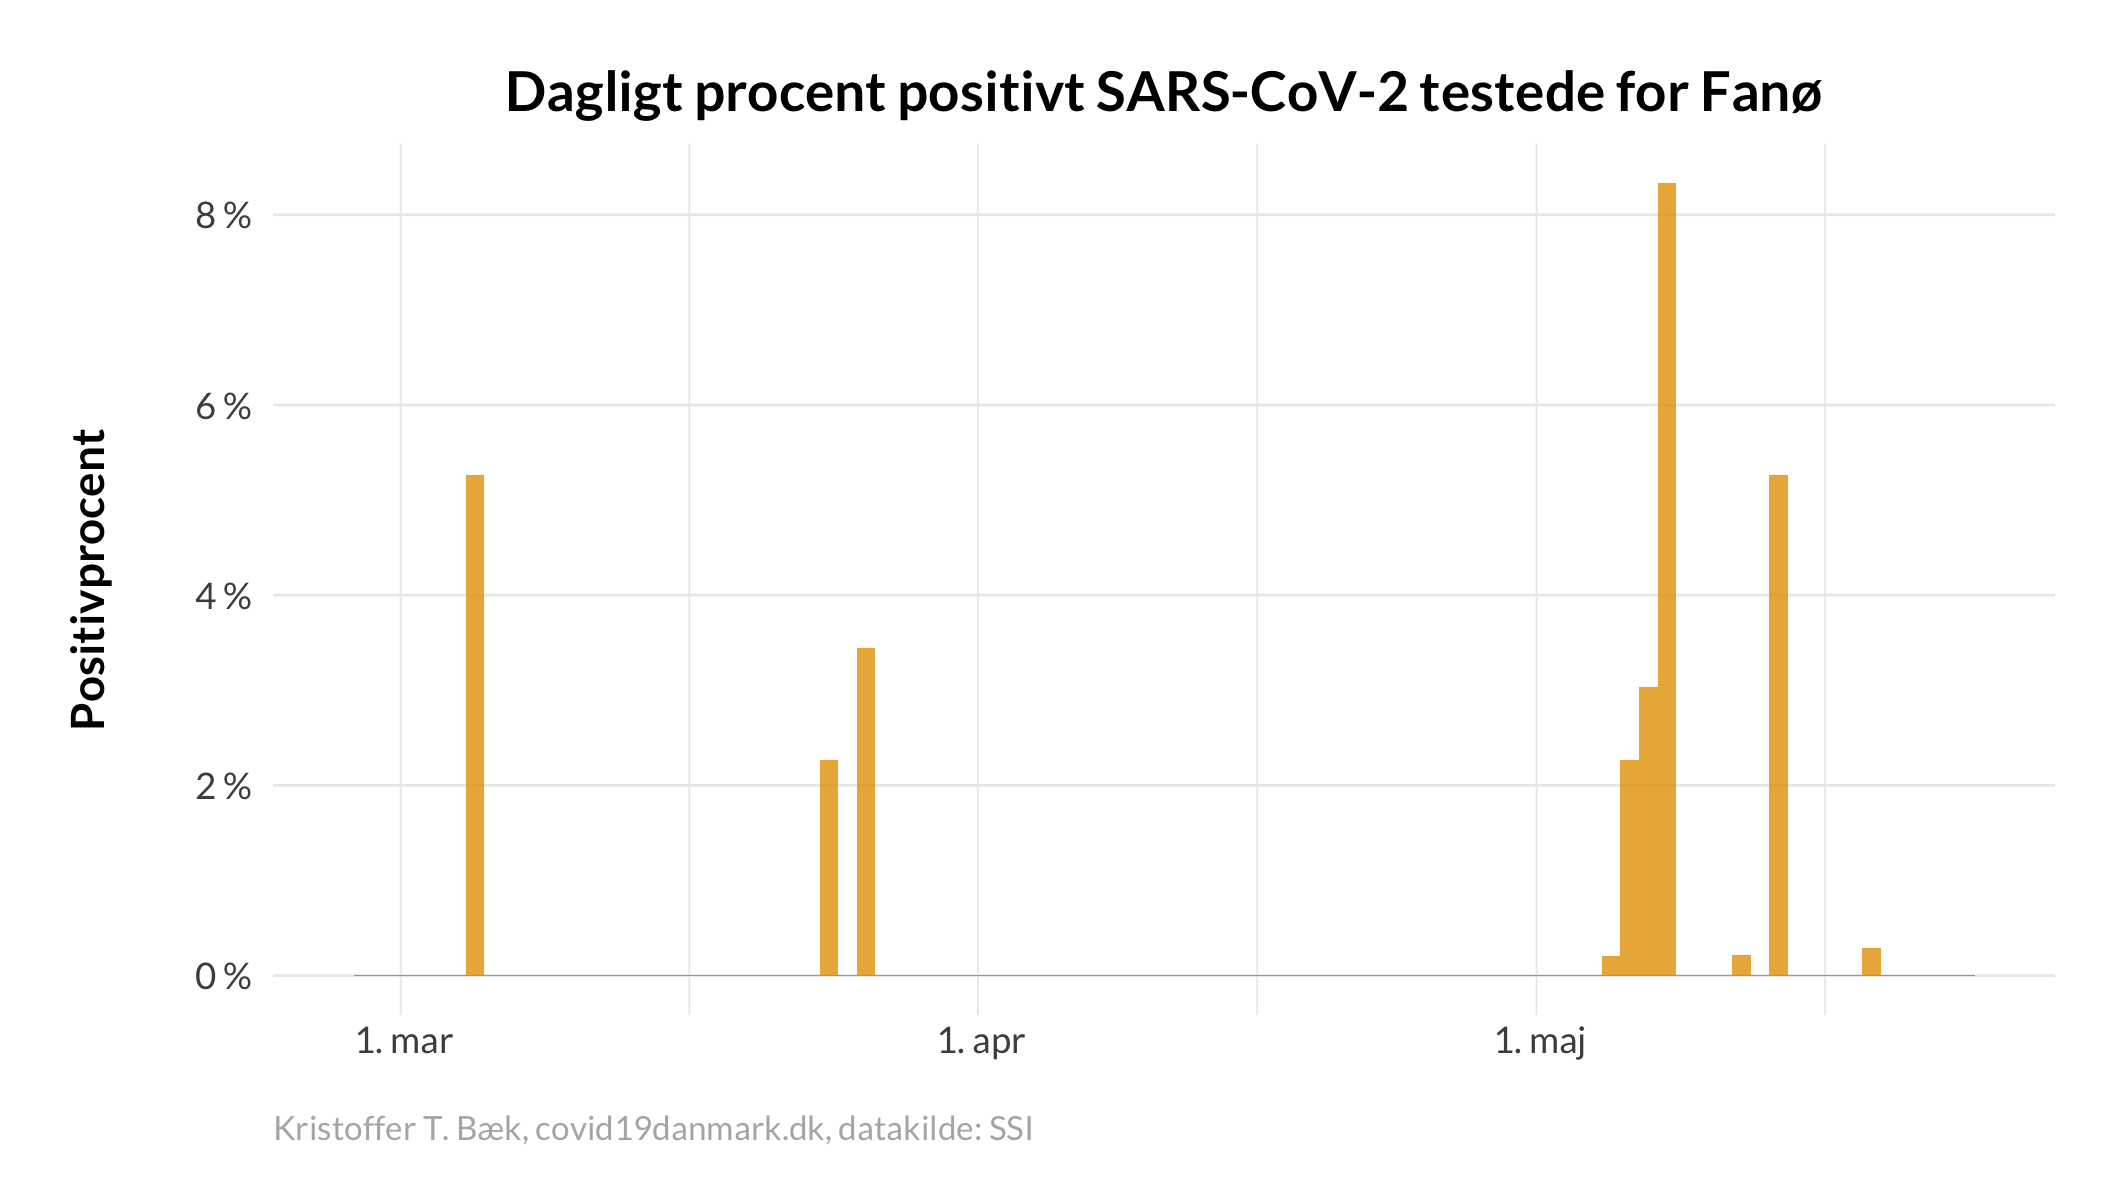 Dagligt procent positivt SARS-CoV-2 testede for Fanø
Positivprocent
8 %
6 %
4 %
2 %
0 %
1. mar
1. apr
1. maj
Kristoffer T. Bæk, covid19danmark.dk, datakilde: SSI